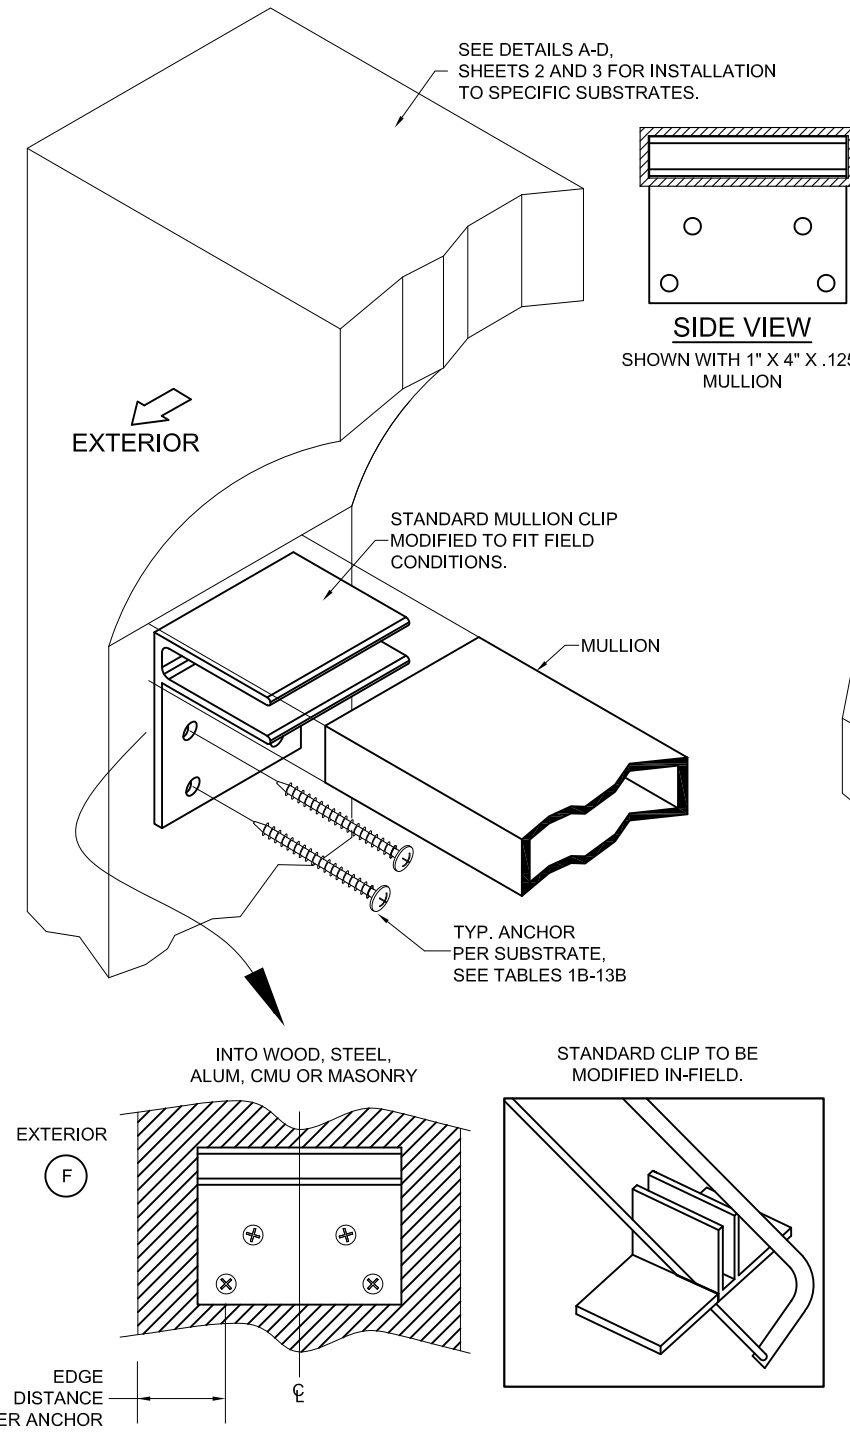 SEE DETAILS A-D,
SHEETS 2 AND 3 FOR INSTALLATION
TO SPECIFIC SUBSTRATES.
SIDE VIEW
SHOWN WITH 1" X 4" X .125
MULLION
EXTERIOR
STANDARD MULLION CLIP
MODIFIED TO FIT FIELD
CONDITIONS.
MULLION
TYP. ANCHOR
PER SUBSTRATE,
SEE TABLES 1B-13B
INTO WOOD, STEEL,
ALUM, CMU OR MASONRY
STANDARD CLIP TO BE
MODIFIED IN-FIELD.
EXTERIOR
F
EDGE
DISTANCE
ER ANCHOR
℄